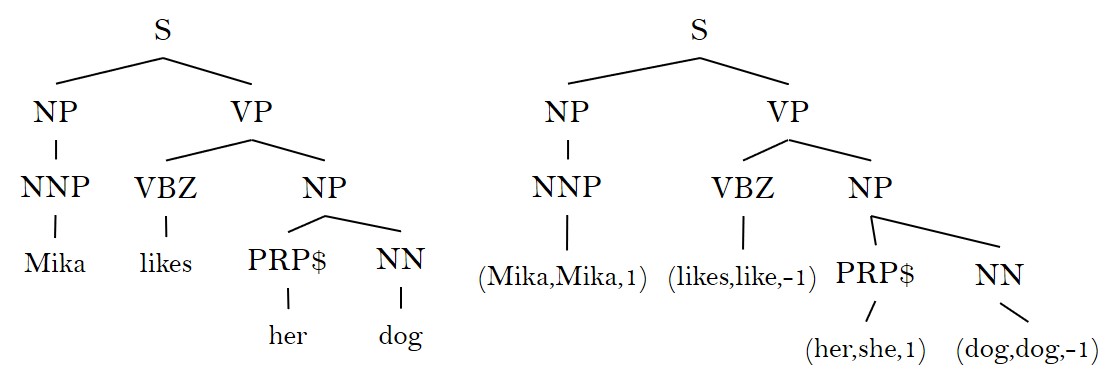 S S
NP VP NP VP
NNP VBZ NP NNP VBZ NP
Mika likes PRP$ NN (Mika,Mika,1) (likes,like,-1) PRP$ NN
her dog (her,she,1) (dog,dog,-1)